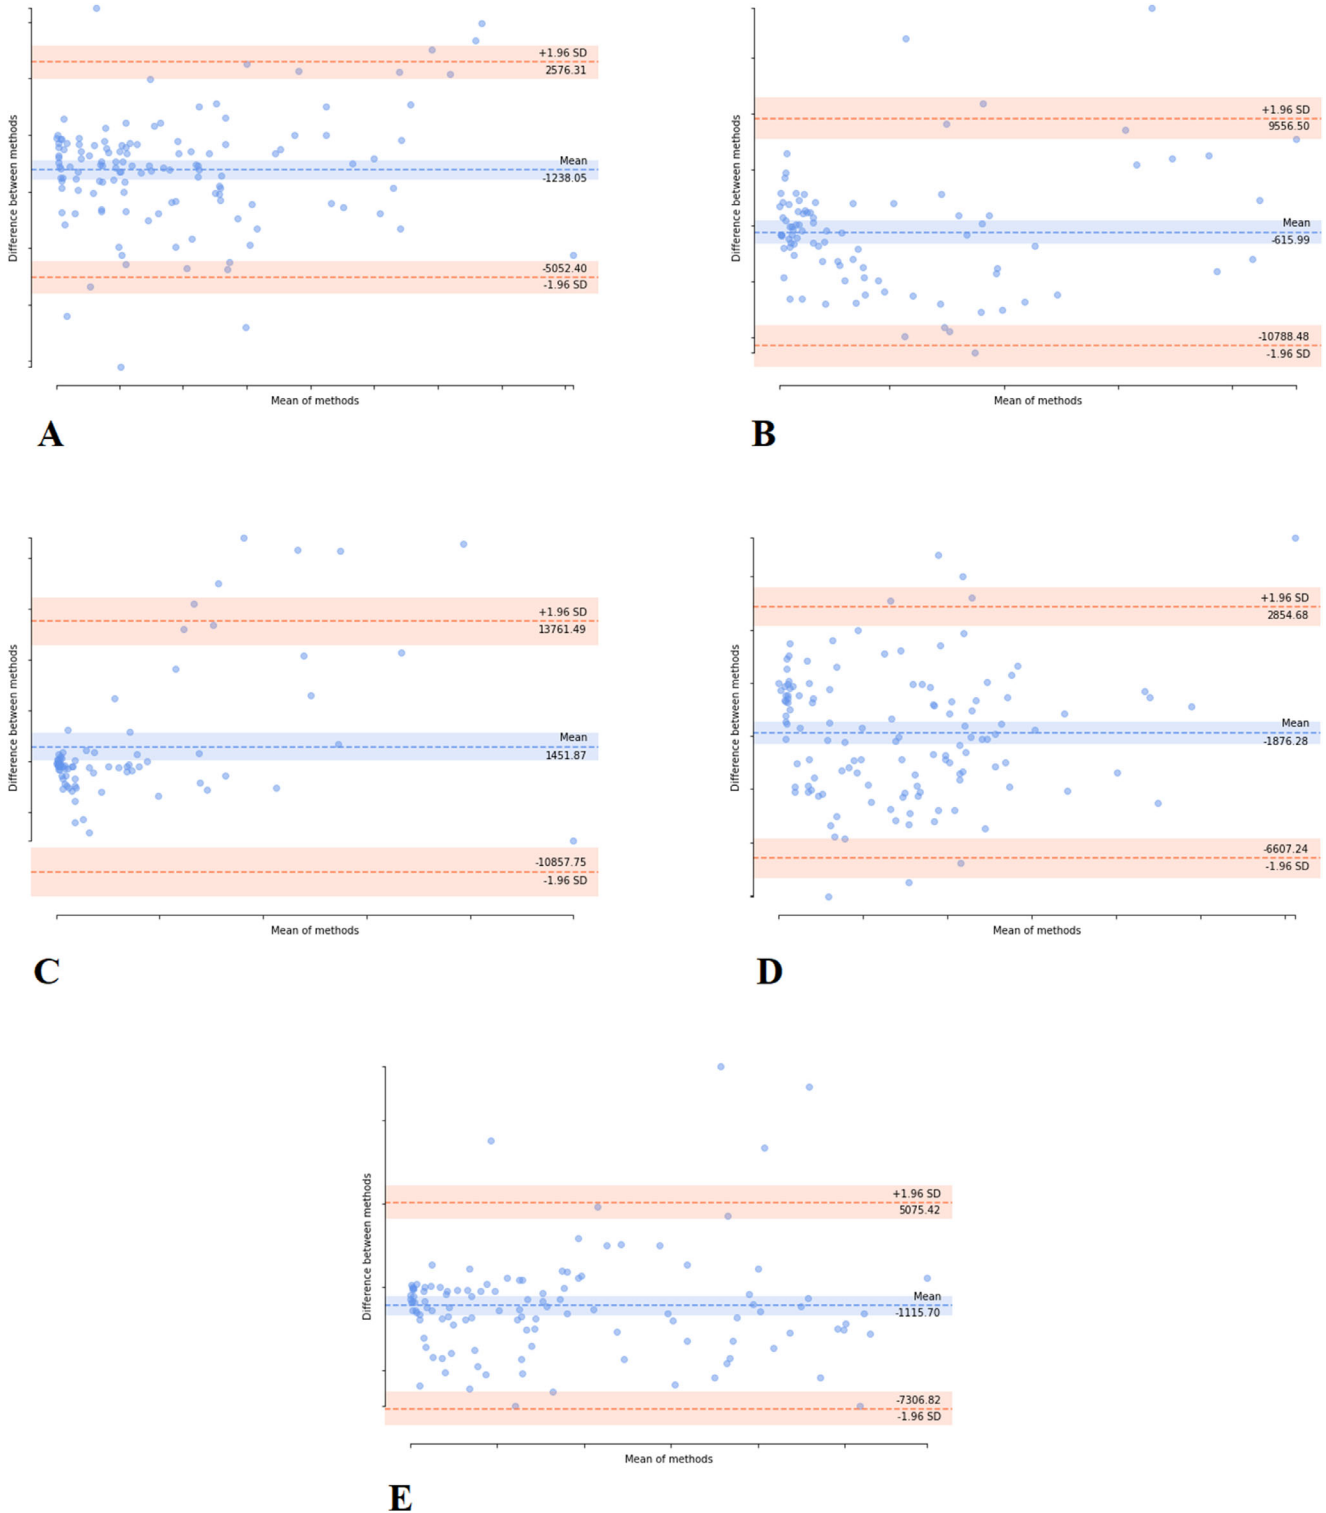 Difference between methods
+1.96 SD
2576.31
Mean
-1238.05
-5052.40
-1.96 SD
Mean of methods
A
Difference between methods
+1.96 SD
9556.50
Mean
-615.99
-10788.48
-1.96 SD
Mean of methods
B
Difference between methods
+1.96 SD
13761.49
Mean
1451.87
-10857.75
-1.96 SD
Mean of methods
C
Difference between methods
+1.96 SD
2854.68
Mean
-1876.28
-6607.24
-1.96 SD
Mean of methods
D
Difference between methods
+1.96 SD
5075.42
Mean
-1115.70
-7306.82
-1.96 SD
Mean of methods
E